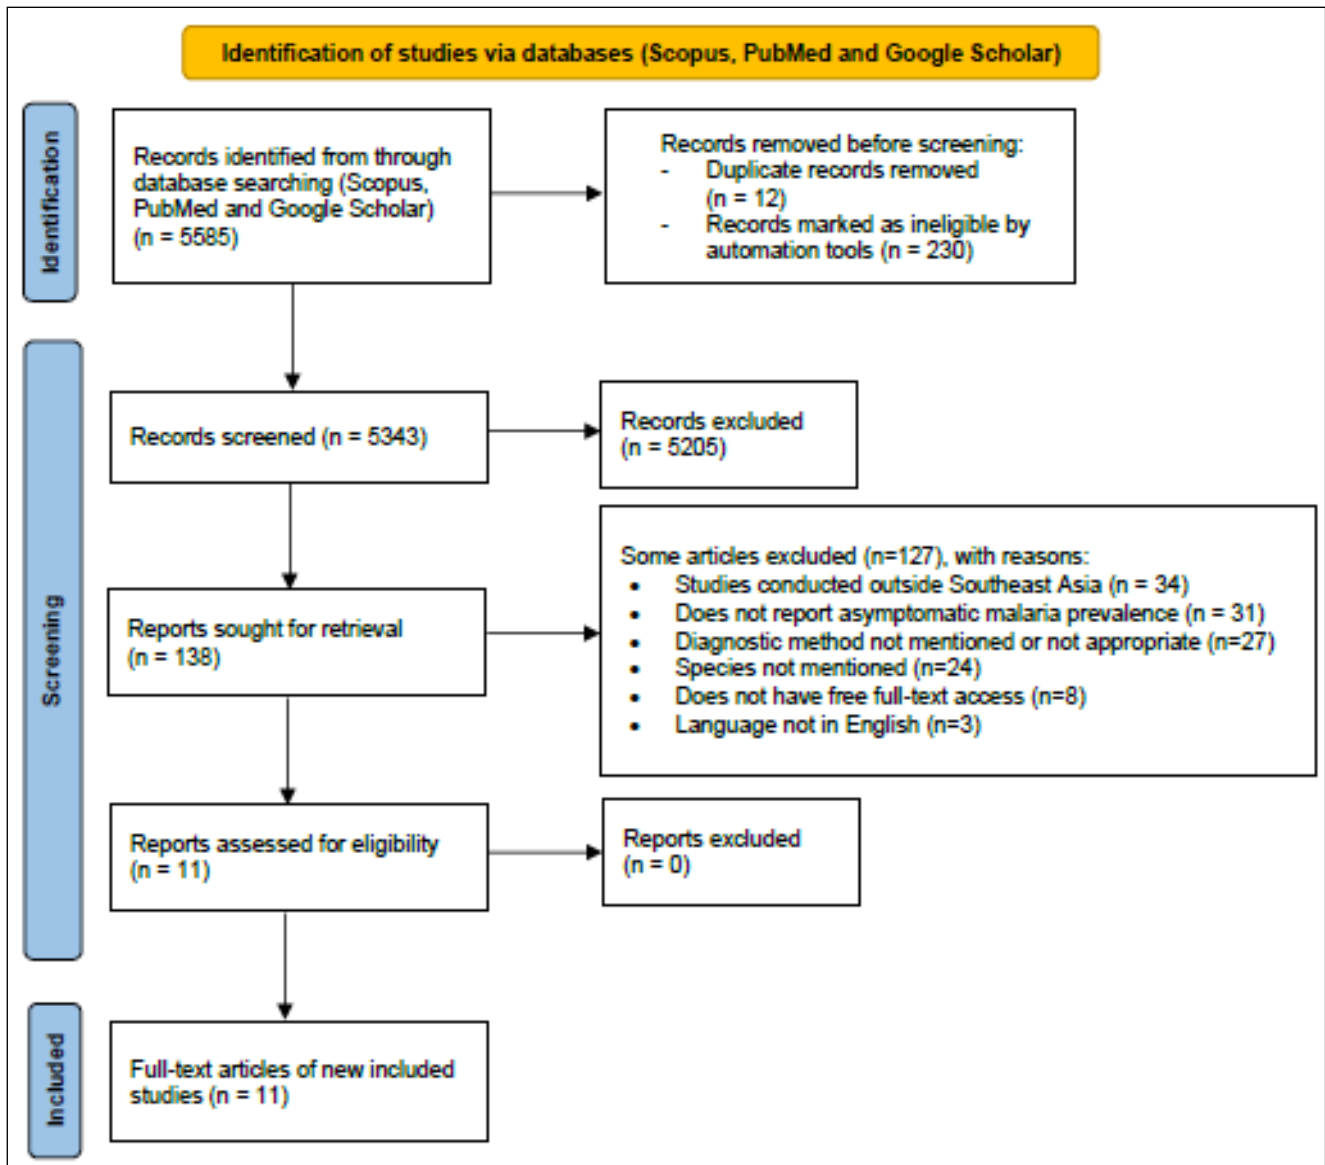 Identification of studies via databases (Scopus, PubMed and Google Scholar)
Identification
Records identified from through
database searching (Scopus,
PubMed and Google Scholar)
(n = 5585)
Records removed before screening:
- Duplicate records removed
(n = 12)
- Records marked as ineligible by
automation tools (n = 230)
Screening
Records screened (n = 5343)
Records excluded
(n = 5205)
Reports sought for retrieval
(n = 138)
Some articles excluded (n=127), with reasons:
• Studies conducted outside Southeast Asia (n = 34)
• Does not report asymptomatic malaria prevalence (n = 31)
• Diagnostic method not mentioned or not appropriate (n=27)
• Species not mentioned (n=24)
• Does not have free full-text access (n=8)
• Language not in English (n=3)
Reports assessed for eligibility
(n = 11)
Reports excluded
(n = 0)
Included
Full-text articles of new included
studies (n = 11)